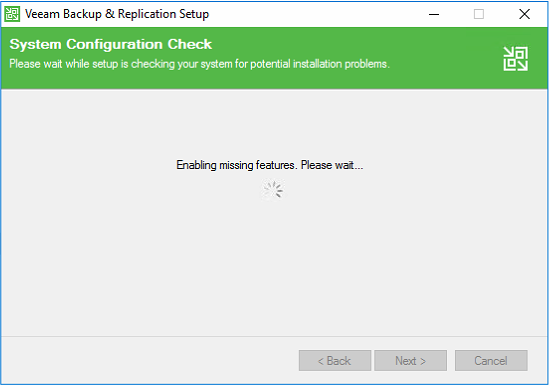 Veeam Backup & Replication Setup
System Configuration Check
Please wait while setup is checking your system for potential installation problems.
Enabling missing features. Please wait...
< Back
Next >
Cancel